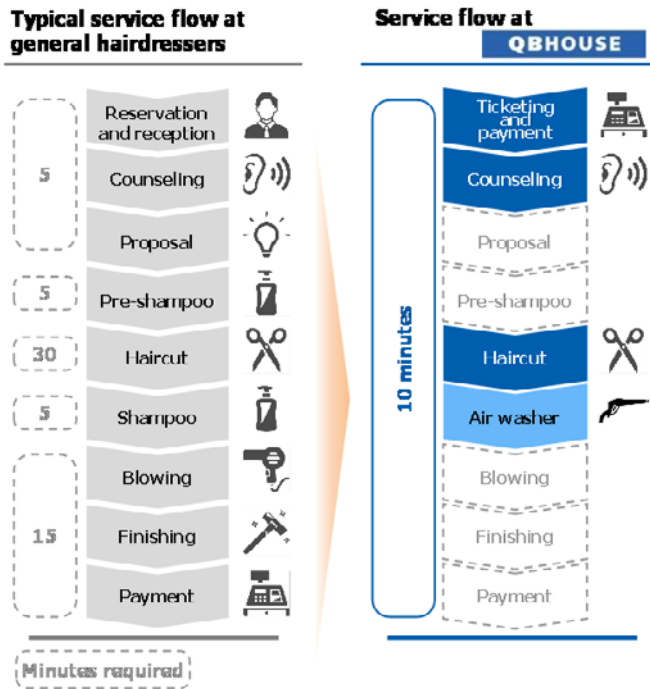 Typical service flow at
general hairdressers
5
5
30
5
15
Reservation
and reception
Counseling
Proposal
Pre-shampoo
Haircut
Shampoo
Blowing
Finishing
Payment
Minutes required
Service flow at
QBHOUSE
10 minutes
Ticketing
and
payment
Counseling
Proposal
Pre-shampoo
Haircut
Air washer
Blowing
Finishing
Payment